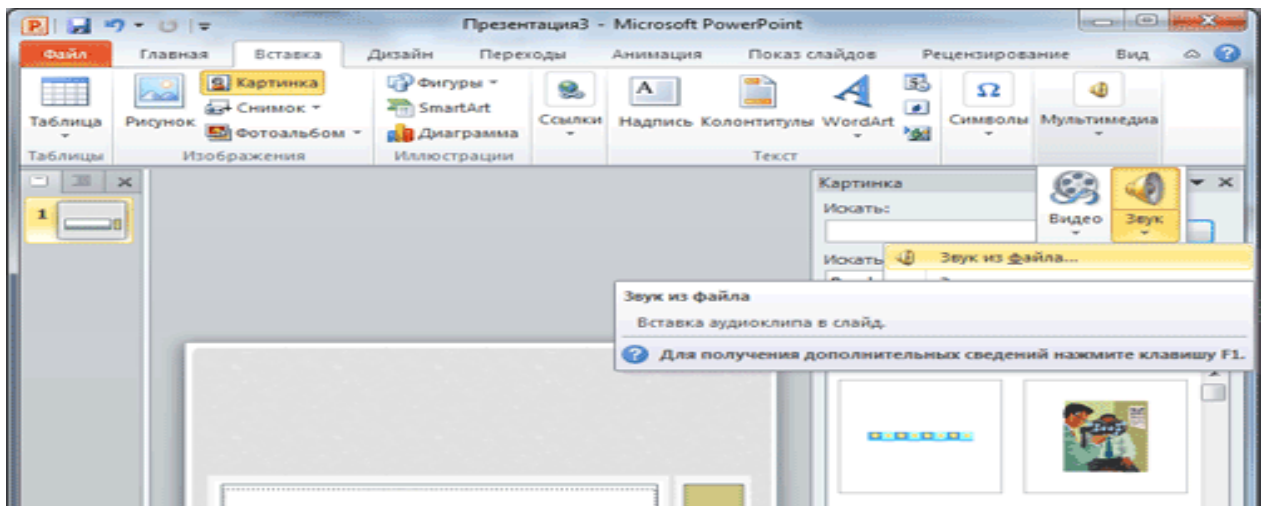 Презентация3 - Microsoft PowerPoint
Файл Главная Вставка Дизайн Переходы Анимация Показ слайдов Рецензирование Вид
Таблица
Рисунок
Картинка
Снимок
Фотоальбом
Фигуры
SmartArt
Диаграмма
Ссылки
Надпись
Колонтитулы
WordArt
Символы
Мультимедиа
Таблицы Изображения Иллюстрации Текст
1
Картинка
Искать:
Видео
Звук
Искать
Звук из файла...
Звук из файла
Вставка аудиоклипа в слайд.
Для получения дополнительных сведений нажмите клавишу F1.